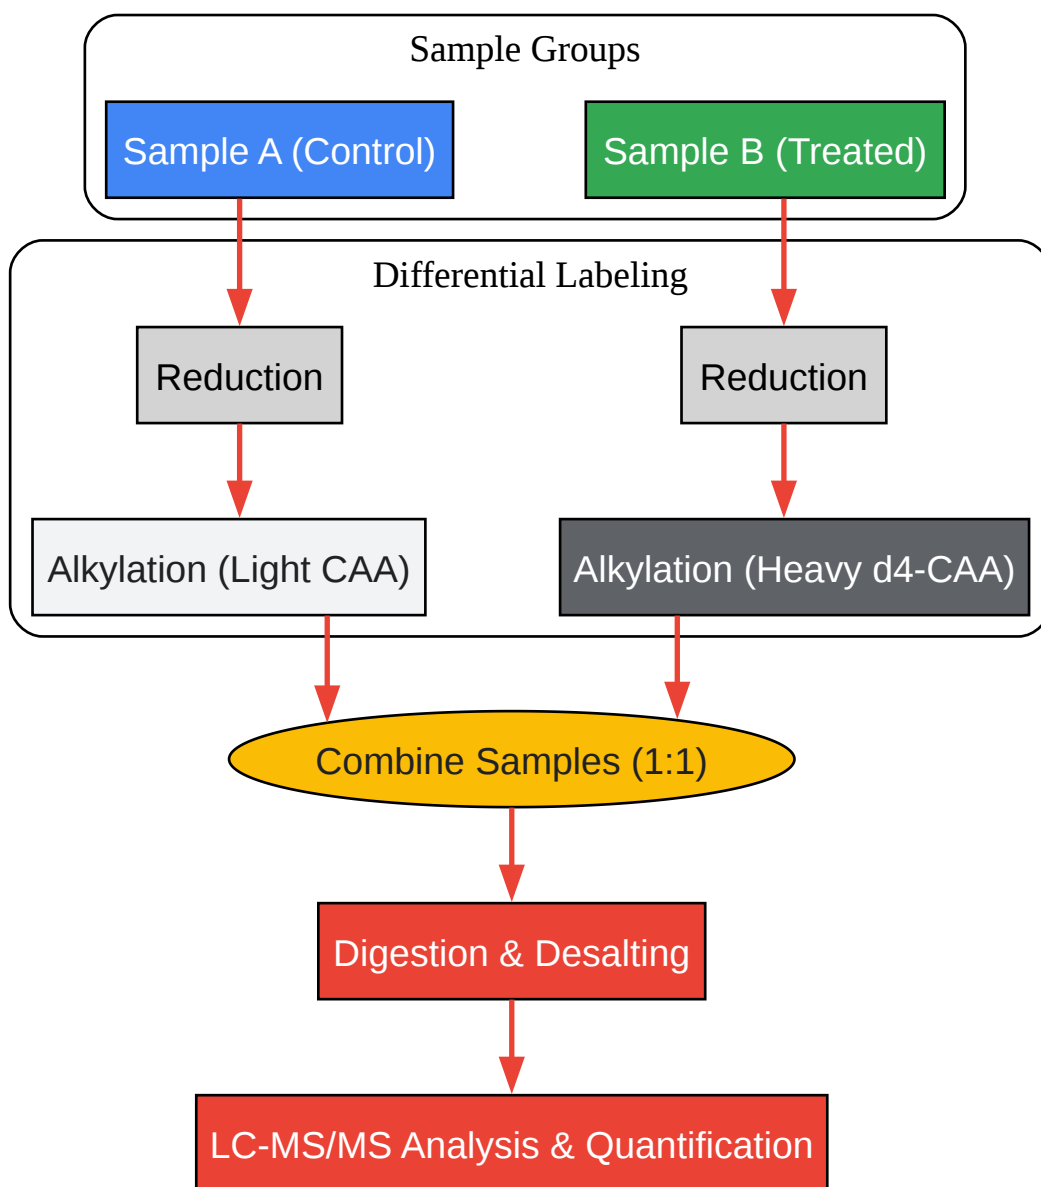 Sample Groups
Sample A (Control)
Sample B (Treated)
Differential Labeling
Reduction
Reduction
Alkylation (Light CAA)
Alkylation (Heavy d4-CAA)
Combine Samples (1:1)
Digestion & Desalting
LC-MS/MS Analysis & Quantification